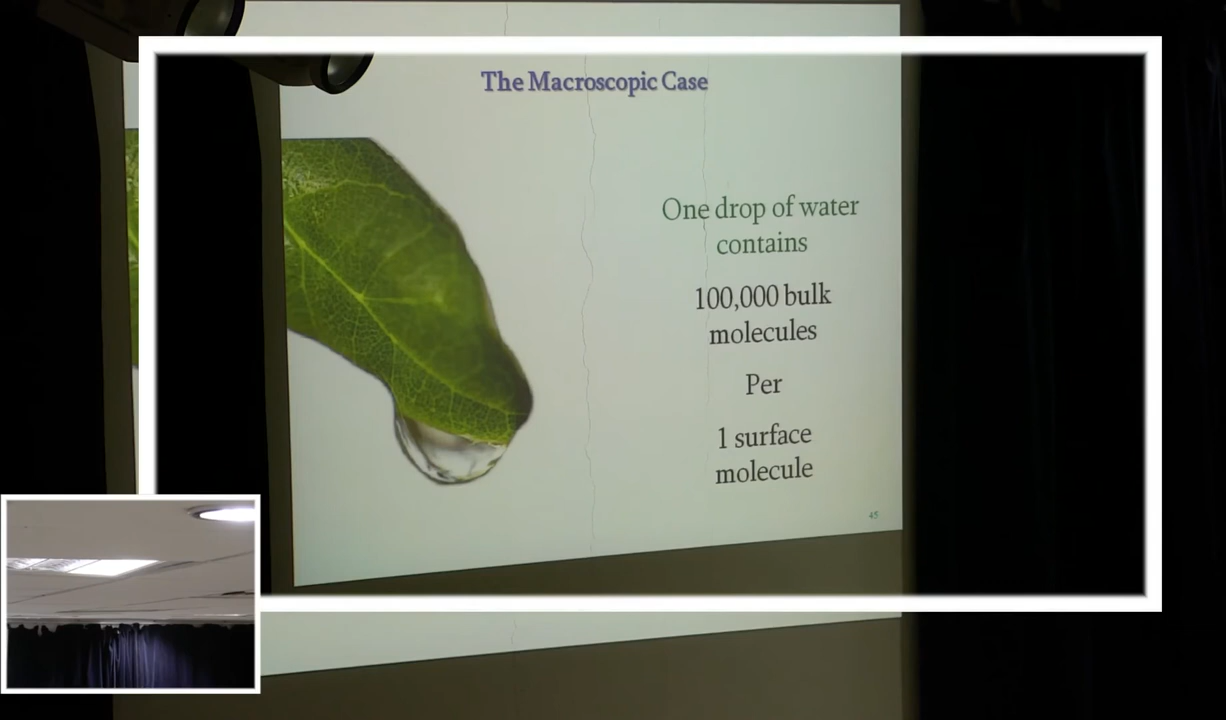 The Macroscopic Case
One drop of water
contains
100,000 bulk
molecules
Per
1 surface
molecule
45